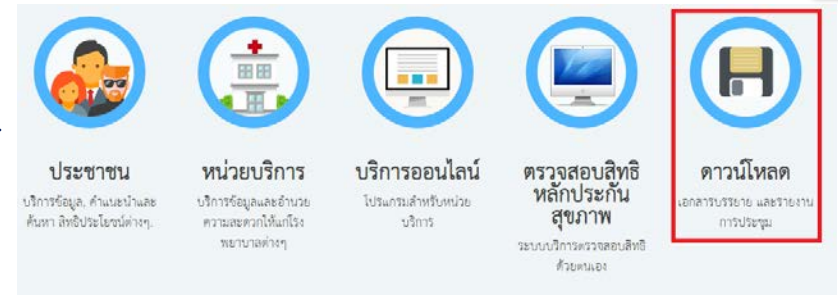 ประชาชน
บริการข้อมูล, คำแนะนำและ
ค้นหา สิทธิประโยชน์ต่างๆ.
หน่วยบริการ
บริการข้อมูลและอำนวย
ความสะดวกให้แก่โรง
พยาบาลต่างๆ
บริการออนไลน์
โปรแกรมสำหรับหน่วย
บริการ
ตรวจสอบสิทธิ
หลักประกัน
สุขภาพ
ระบบบริการตรวจสอบสิทธิ
ด้วยตนเอง
ดาวน์โหลด
เอกสารบรรยาย และรายงาน
การประชุม